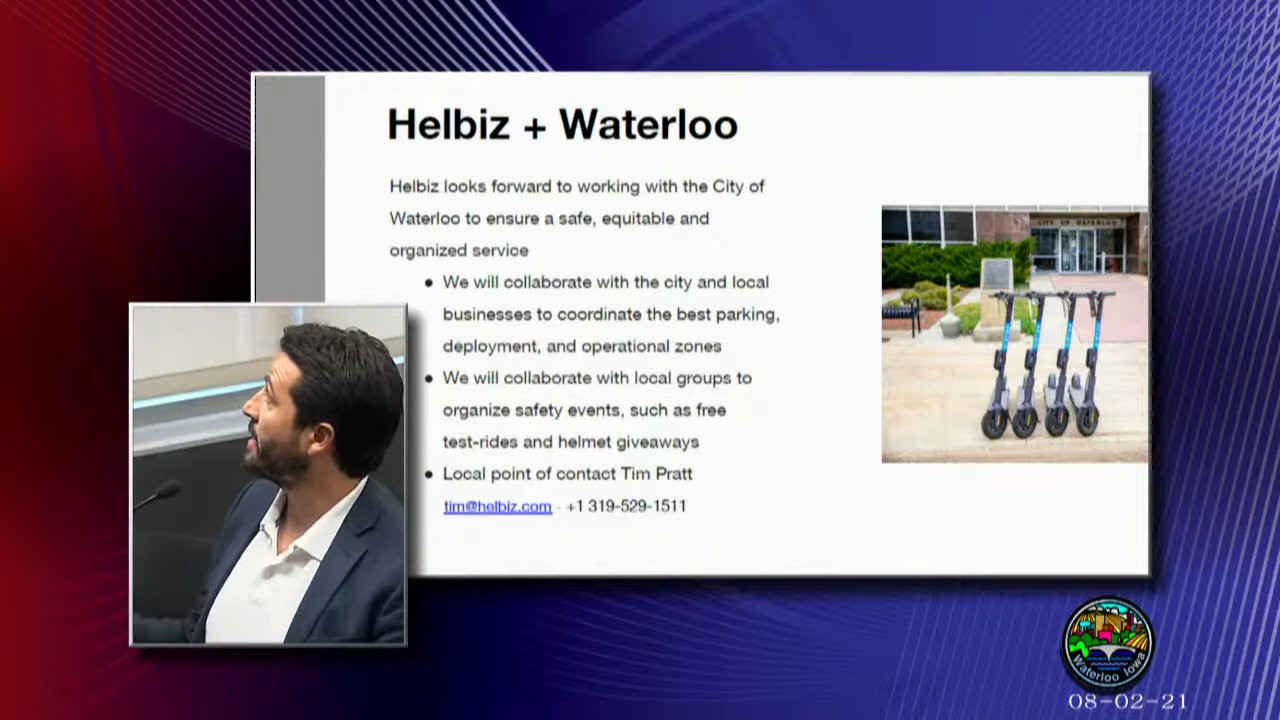 Helbiz + Waterloo
Helbiz looks forward to working with the City of
Waterloo to ensure a safe, equitable and
organized service
● We will collaborate with the city and local
businesses to coordinate the best parking,
deployment, and operational zones
● We will collaborate with local groups to
organize safety events, such as free
test-rides and helmet giveaways
● Local point of contact Tim Pratt
tim@helbiz.com - +1 319-529-1511
CITY OF WATERLOO
Waterloo Iowa
08-02-21